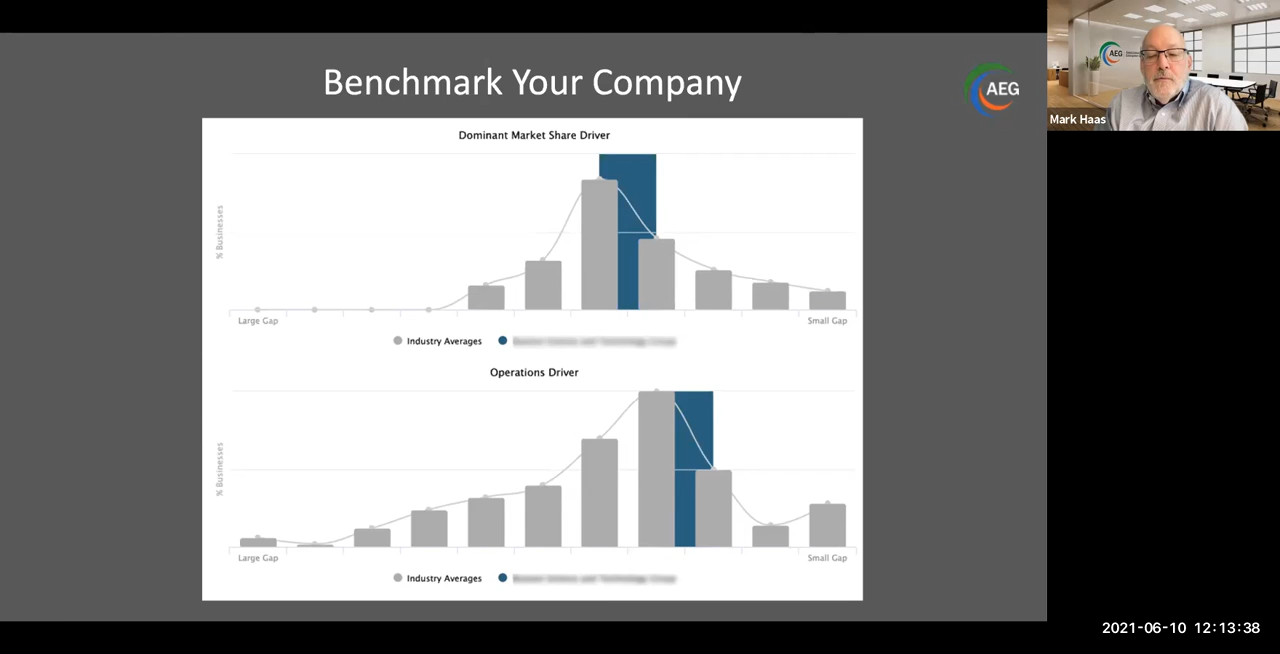 Benchmark Your Company
AEG
AEG
Mark Haas
Dominant Market Share Driver
% Businesses
Large Gap
Small Gap
Industry Averages
Operations Driver
% Businesses
Large Gap
Small Gap
Industry Averages
2021-06-10 12:13:38